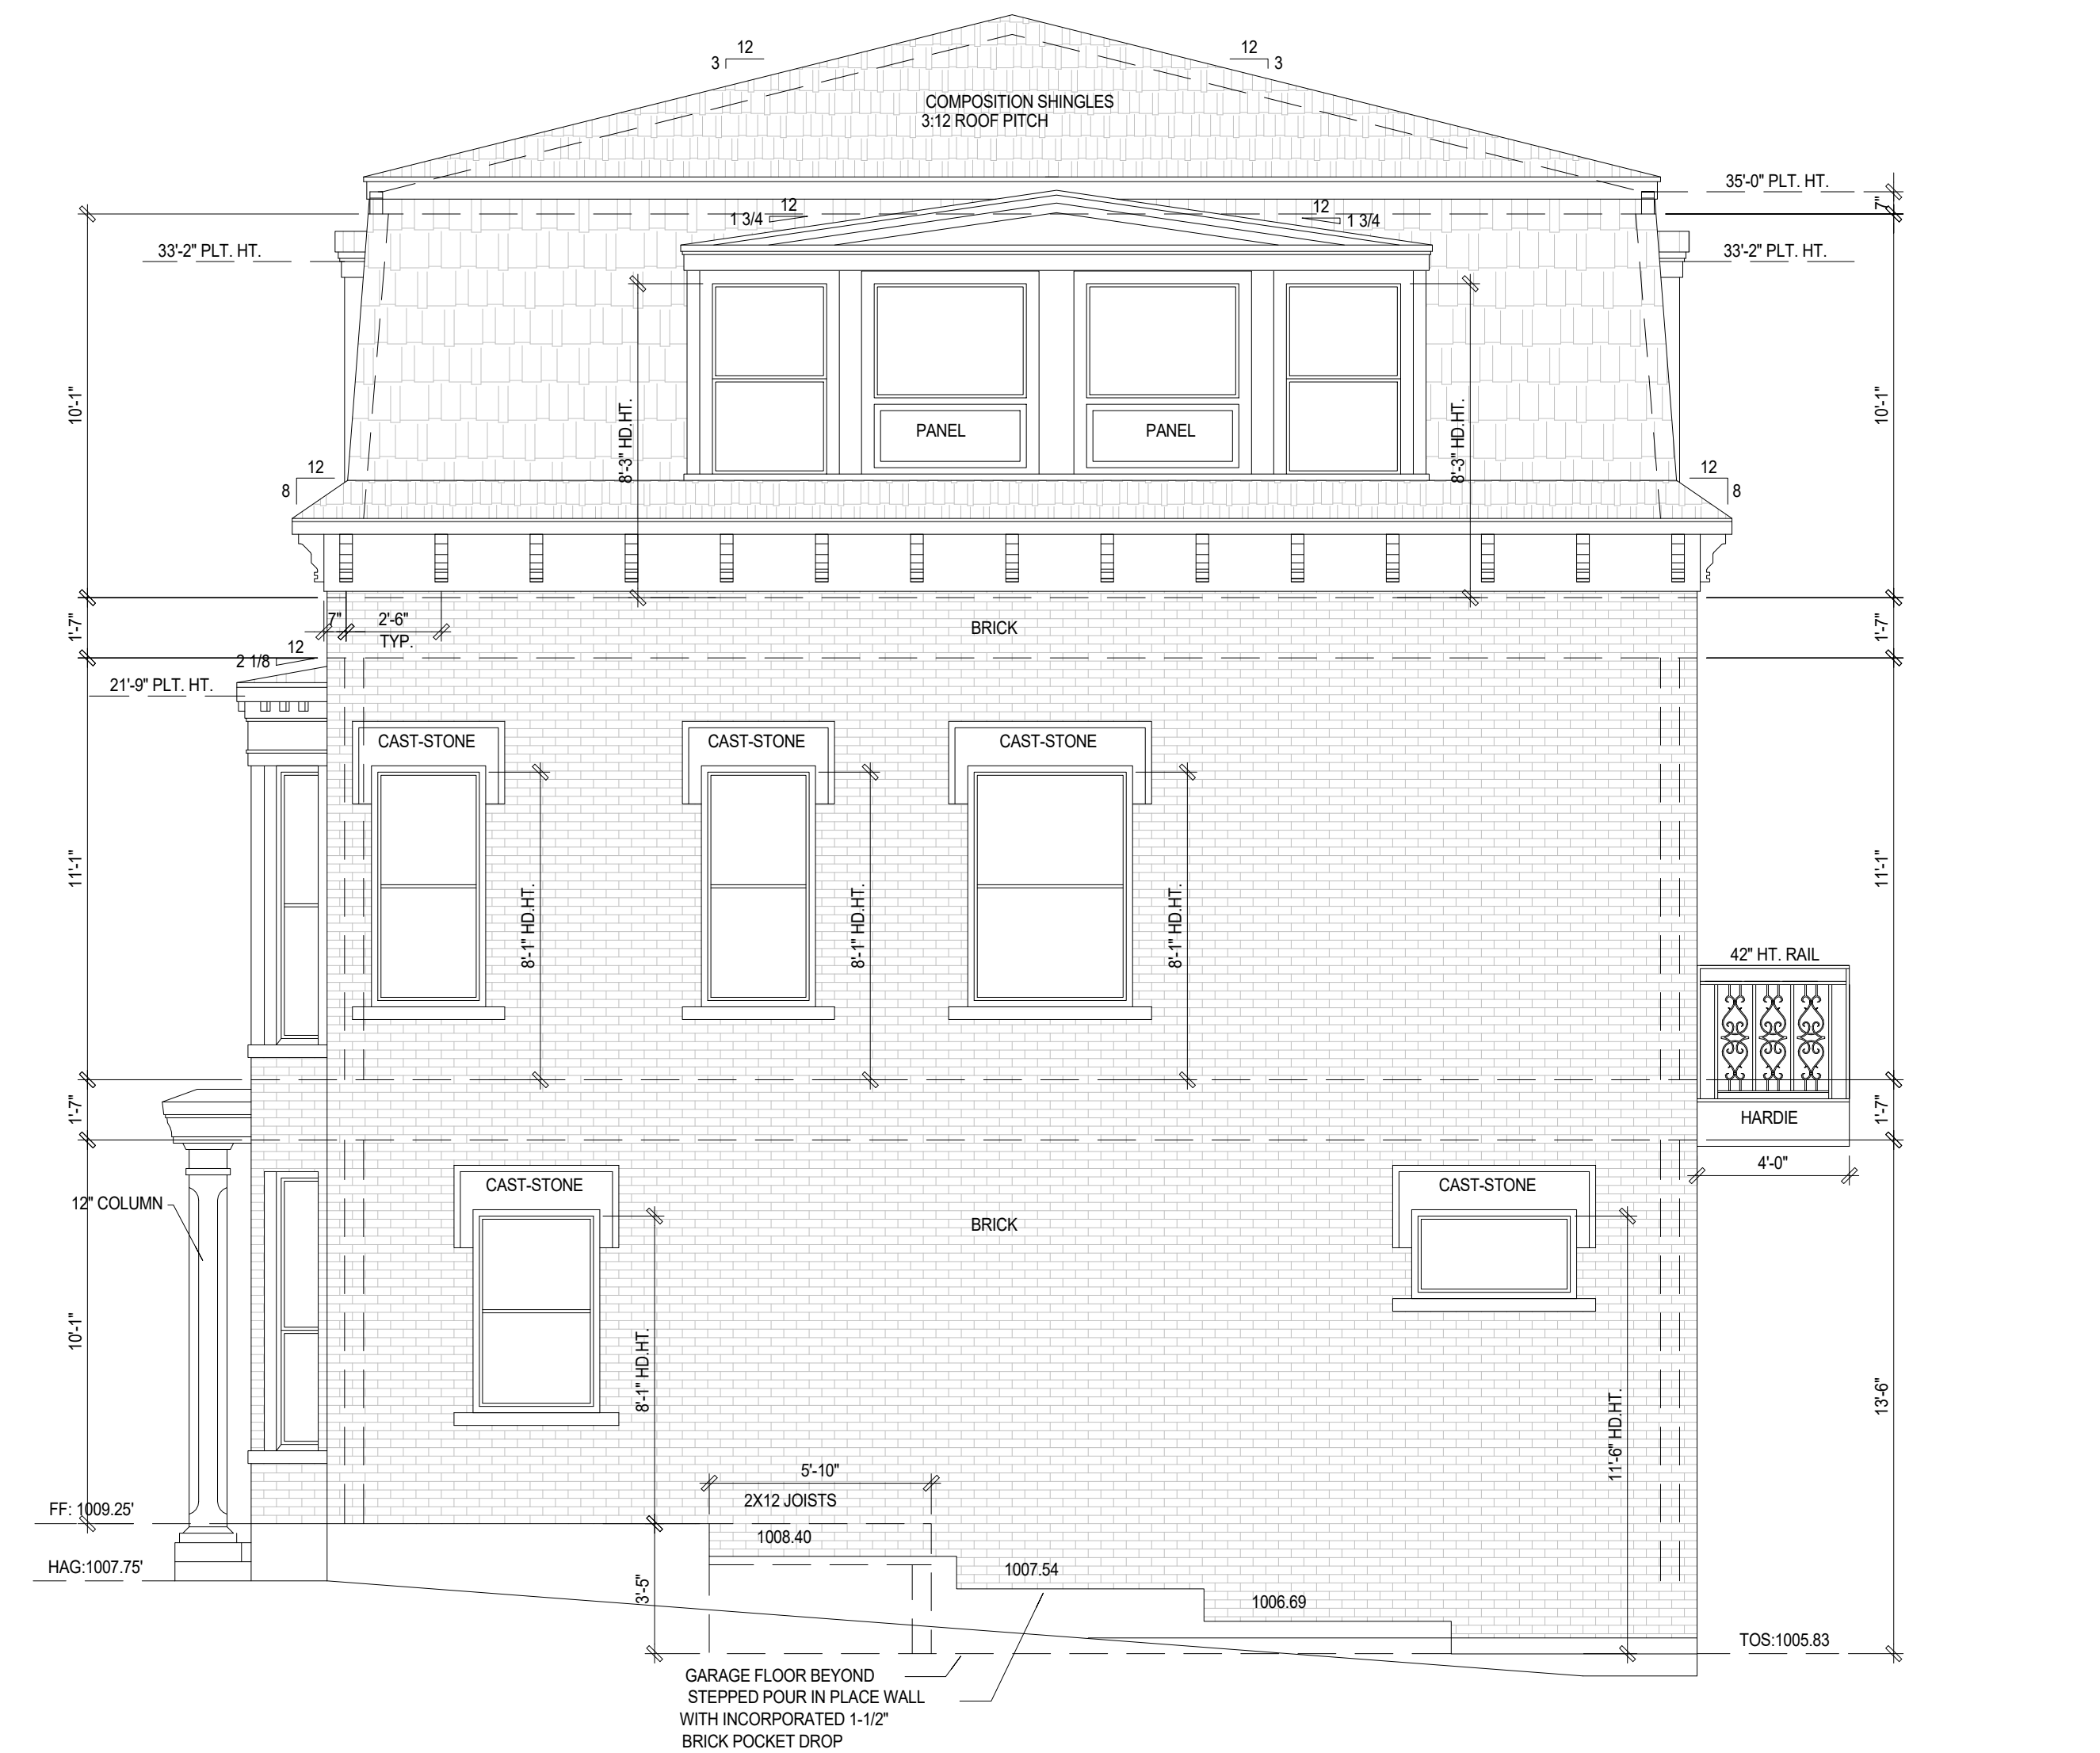 12
3
12
3
COMPOSITION SHINGLES
3:12 ROOF PITCH
35'-0" PLT. HT.
7"
12
1 3/4
12
1 3/4
33'-2" PLT. HT.
33'-2" PLT. HT.
10'-1"
8'-3" HD.HT.
PANEL
PANEL
8'-3" HD.HT.
10'-1"
12
8
12
8
1'-7"
7"
2'-6"
TYP.
BRICK
1'-7"
12
2 1/8
21'-9" PLT. HT.
CAST-STONE
CAST-STONE
CAST-STONE
11'-1"
8'-1" HD.HT.
8'-1" HD.HT.
8'-1" HD.HT.
11'-1"
42" HT. RAIL
1'-7"
HARDIE
1'-7"
4'-0"
CAST-STONE
CAST-STONE
12" COLUMN
BRICK
10'-1"
8'-1" HD.HT.
11'-6" HD.HT.
13'-6"
5'-10"
2X12 JOISTS
FF: 1009.25'
1008.40
HAG:1007.75'
1007.54
3'-5"
1006.69
TOS:1005.83
GARAGE FLOOR BEYOND
STEPPED POUR IN PLACE WALL
WITH INCORPORATED 1-1/2"
BRICK POCKET DROP